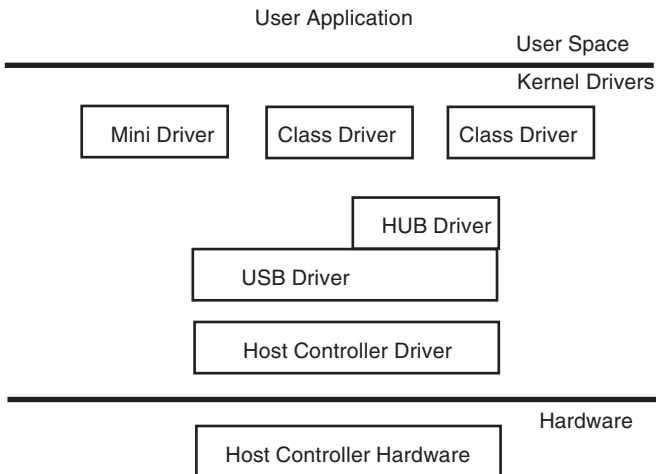 User Application
User Space
Kernel Drivers
Mini Driver
Class Driver
Class Driver
HUB Driver
USB Driver
Host Controller Driver
Hardware
Host Controller Hardware